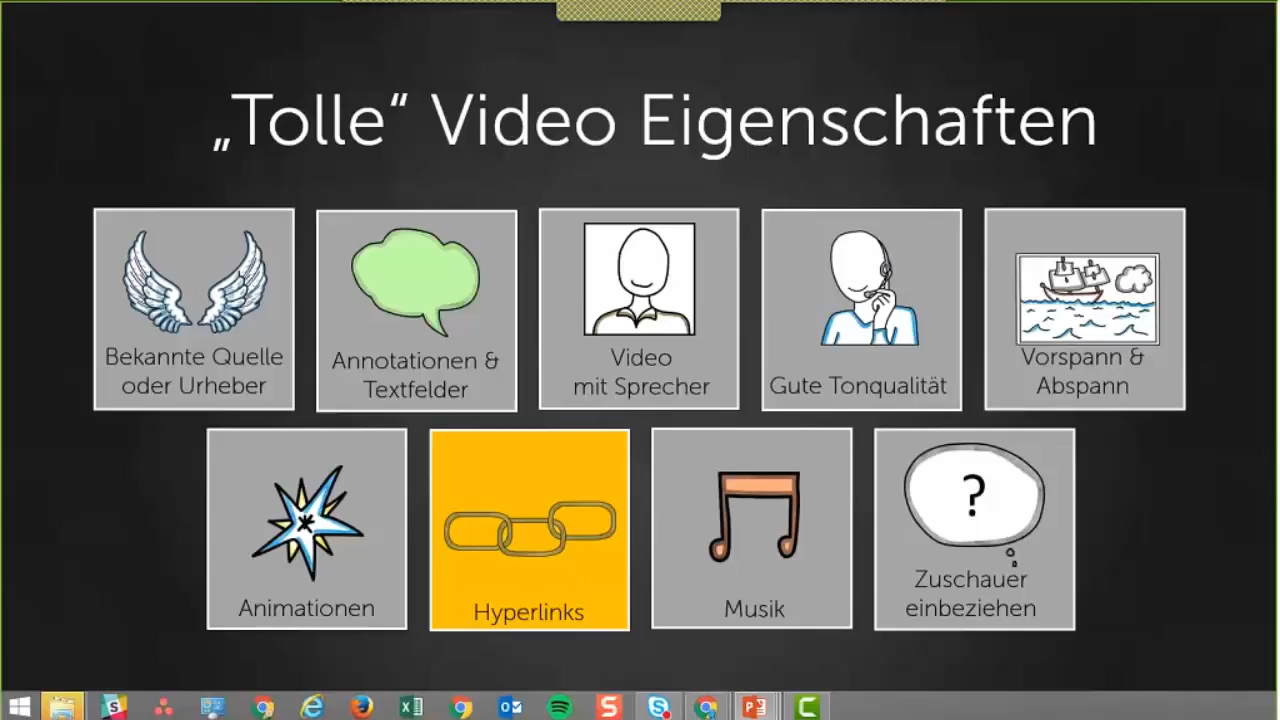 „Tolle“ Video Eigenschaften
Bekannte Quelle
oder Urheber
Annotationen &
Textfelder
Video
mit Sprecher
Gute Tonqualität
Vorspann &
Abspann
Animationen
Hyperlinks
Musik
?
Zuschauer
einbeziehen